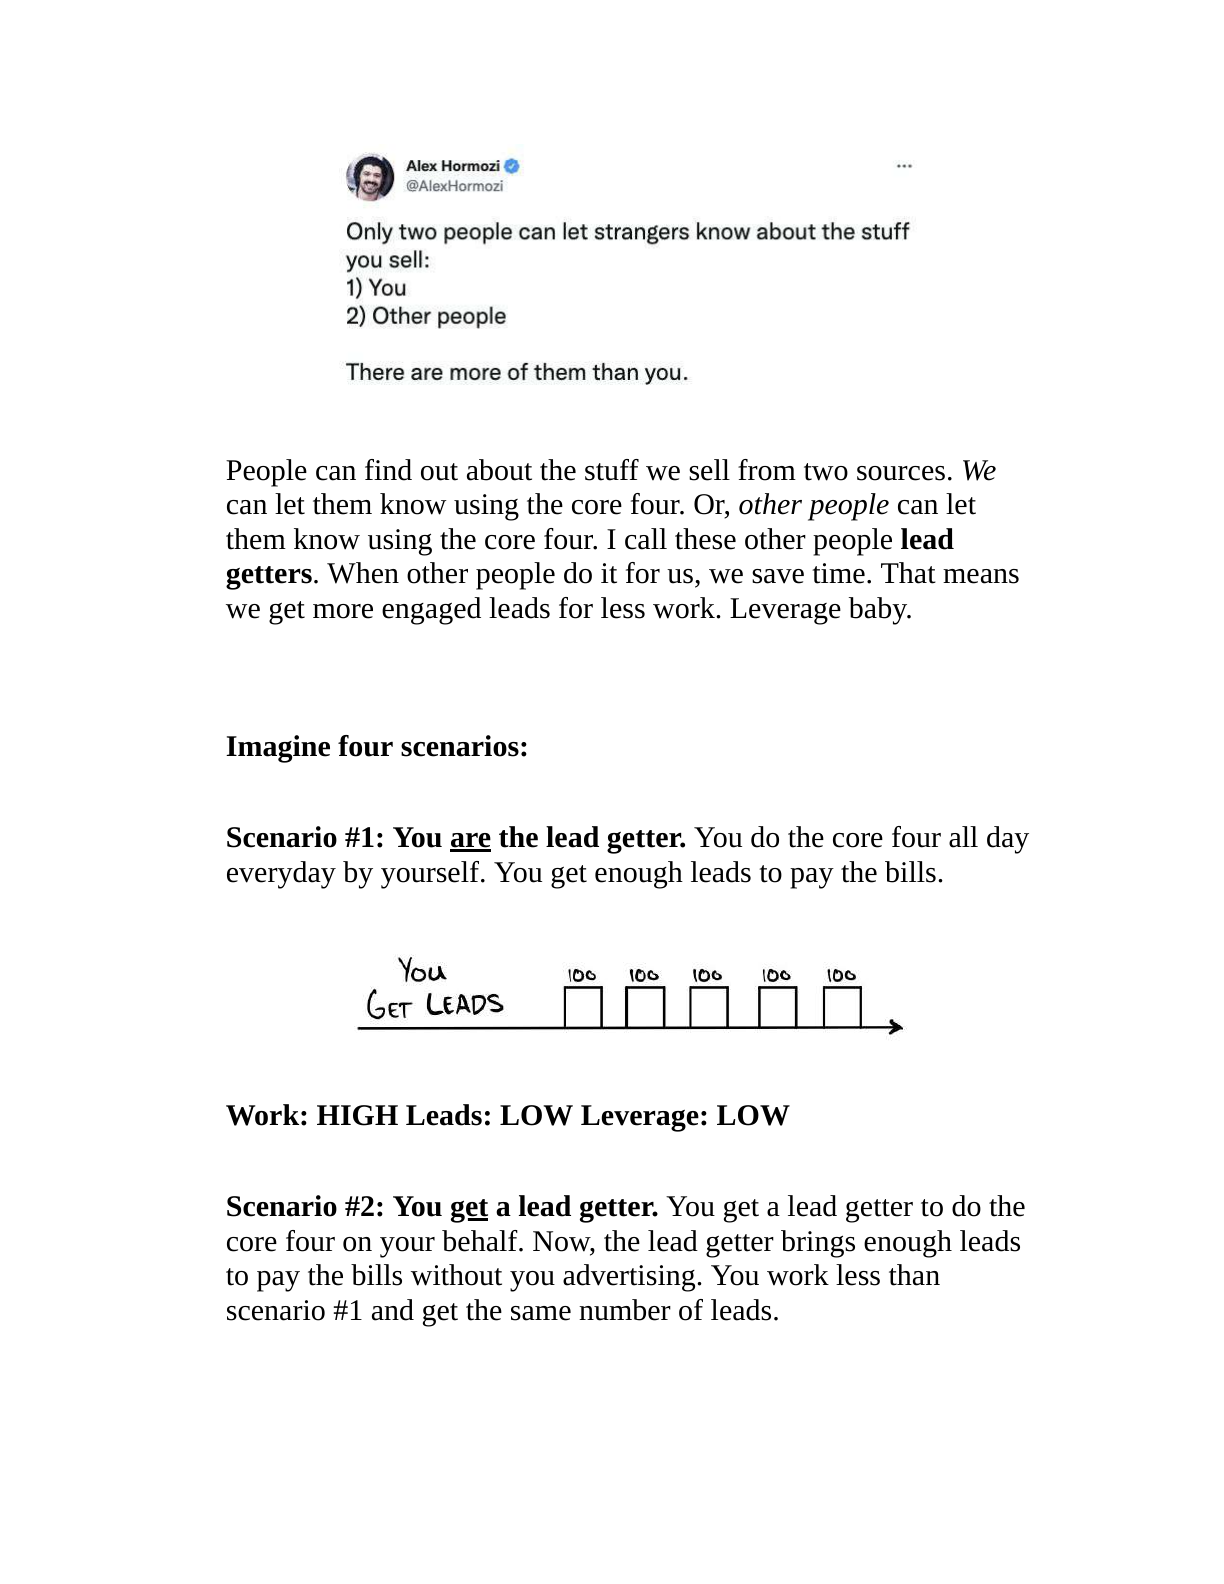 Alex Hormozi
@AlexHormozi
Only two people can let strangers know about the stuff
you sell:
1) You
2) Other people
There are more of them than you.
People can find out about the stuff we sell from two sources. We
can let them know using the core four. Or, other people can let
them know using the core four. I call these other people lead
getters. When other people do it for us, we save time. That means
we get more engaged leads for less work. Leverage baby.
Imagine four scenarios:
Scenario #1: You are the lead getter. You do the core four all day
everyday by yourself. You get enough leads to pay the bills.
You
GET LEADS
100 100 100 100 100
Work: HIGH Leads: LOW Leverage: LOW
Scenario #2: You get a lead getter. You get a lead getter to do the
core four on your behalf. Now, the lead getter brings enough leads
to pay the bills without you advertising. You work less than
scenario #1 and get the same number of leads.